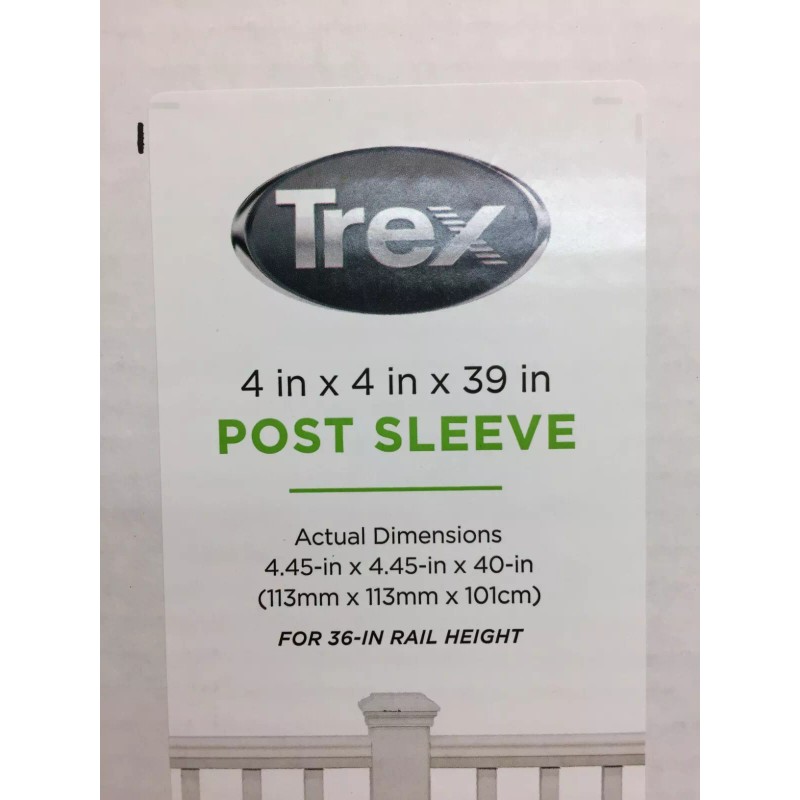 Trex
4 in x 4 in x 39 in
POST SLEEVE
Actual Dimensions
4.45-in x 4.45-in x 40-in
(113mm x 113mm x 101cm)
FOR 36-IN RAIL HEIGHT